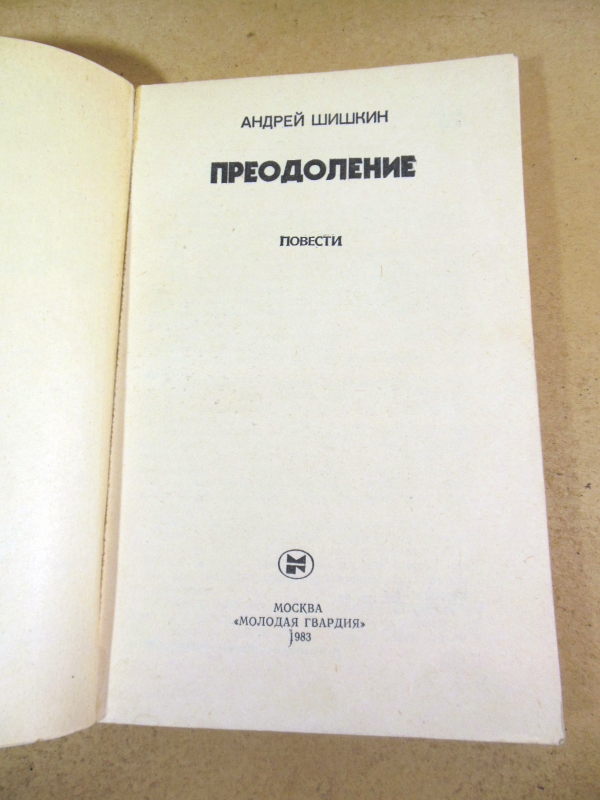 АНДРЕЙ ШИШКИН
ПРЕОДОЛЕНИЕ
ПОВЕСТИ
МОСКВА
«МОЛОДАЯ ГВАРДИЯ»
1983